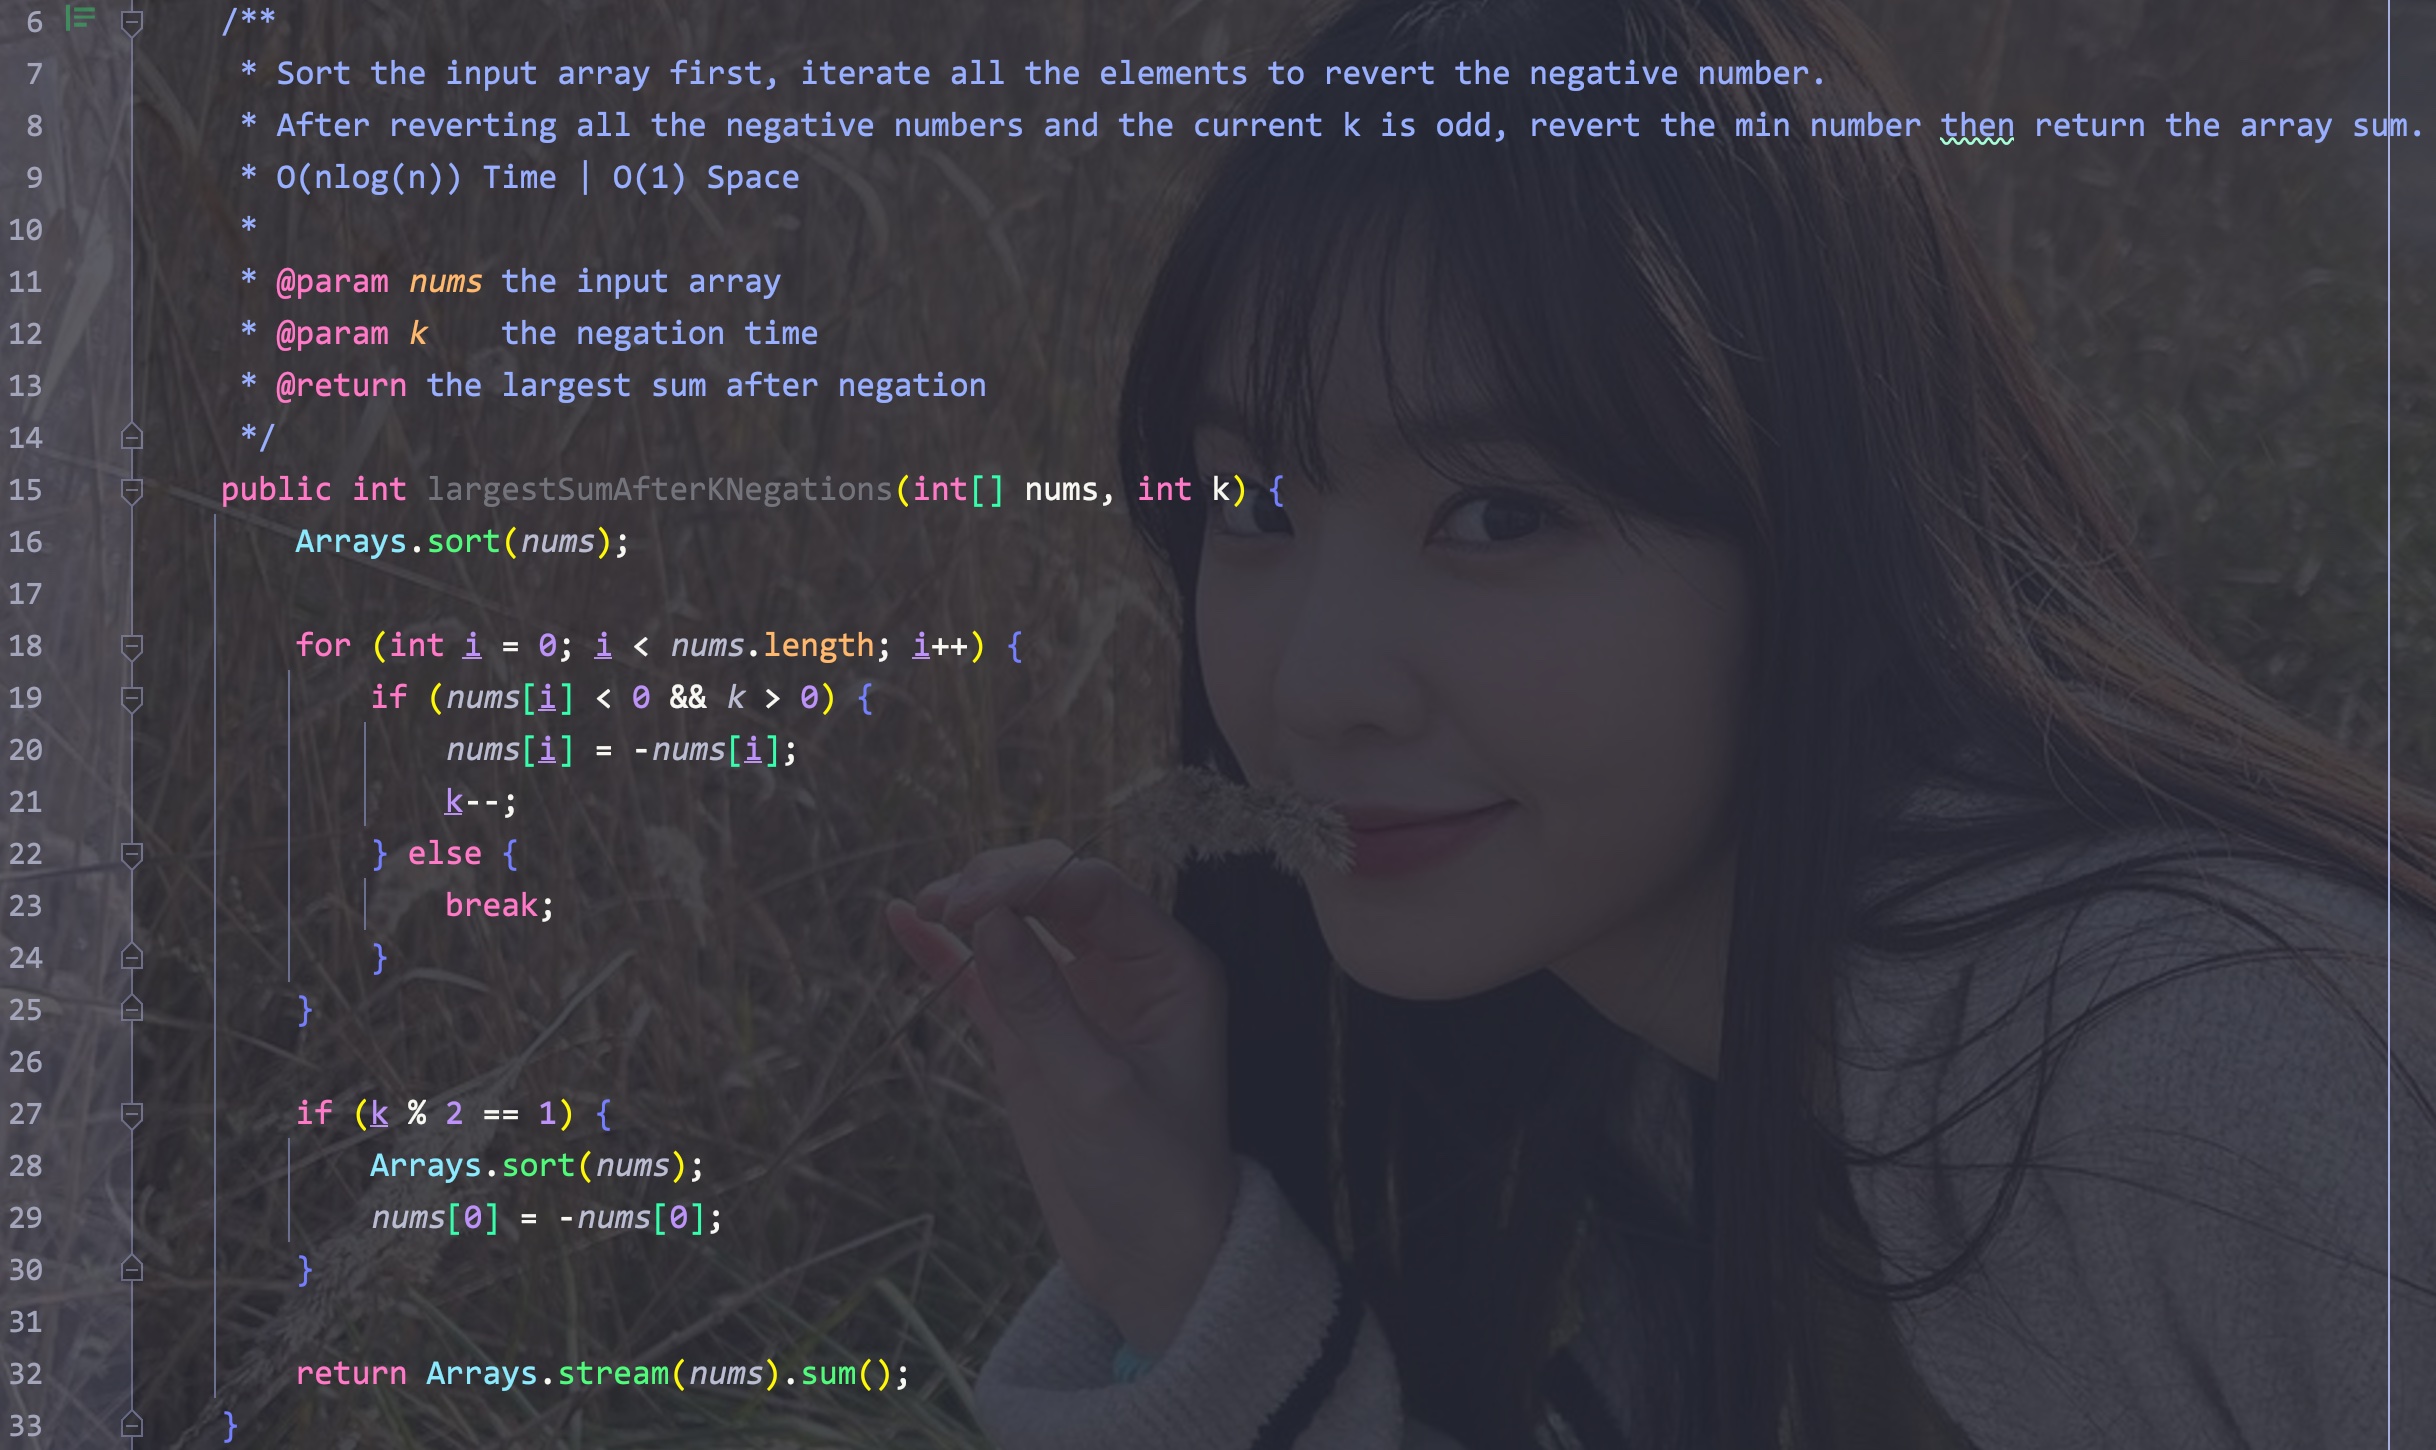 6 /**
7 * Sort the input array first, iterate all the elements to revert the negative number.
8 * After reverting all the negative numbers and the current k is odd, revert the min number then return the array sum.
9 * O(nlog(n)) Time | O(1) Space
10 *
11 * @param nums the input array
12 * @param k    the negation time
13 * @return the largest sum after negation
14 */
15 public int largestSumAfterKNegations(int[] nums, int k) {
16     Arrays.sort(nums);
17
18     for (int i = 0; i < nums.length; i++) {
19         if (nums[i] < 0 && k > 0) {
20             nums[i] = -nums[i];
21             k--;
22         } else {
23             break;
24         }
25     }
26
27     if (k % 2 == 1) {
28         Arrays.sort(nums);
29         nums[0] = -nums[0];
30     }
31
32     return Arrays.stream(nums).sum();
33 }